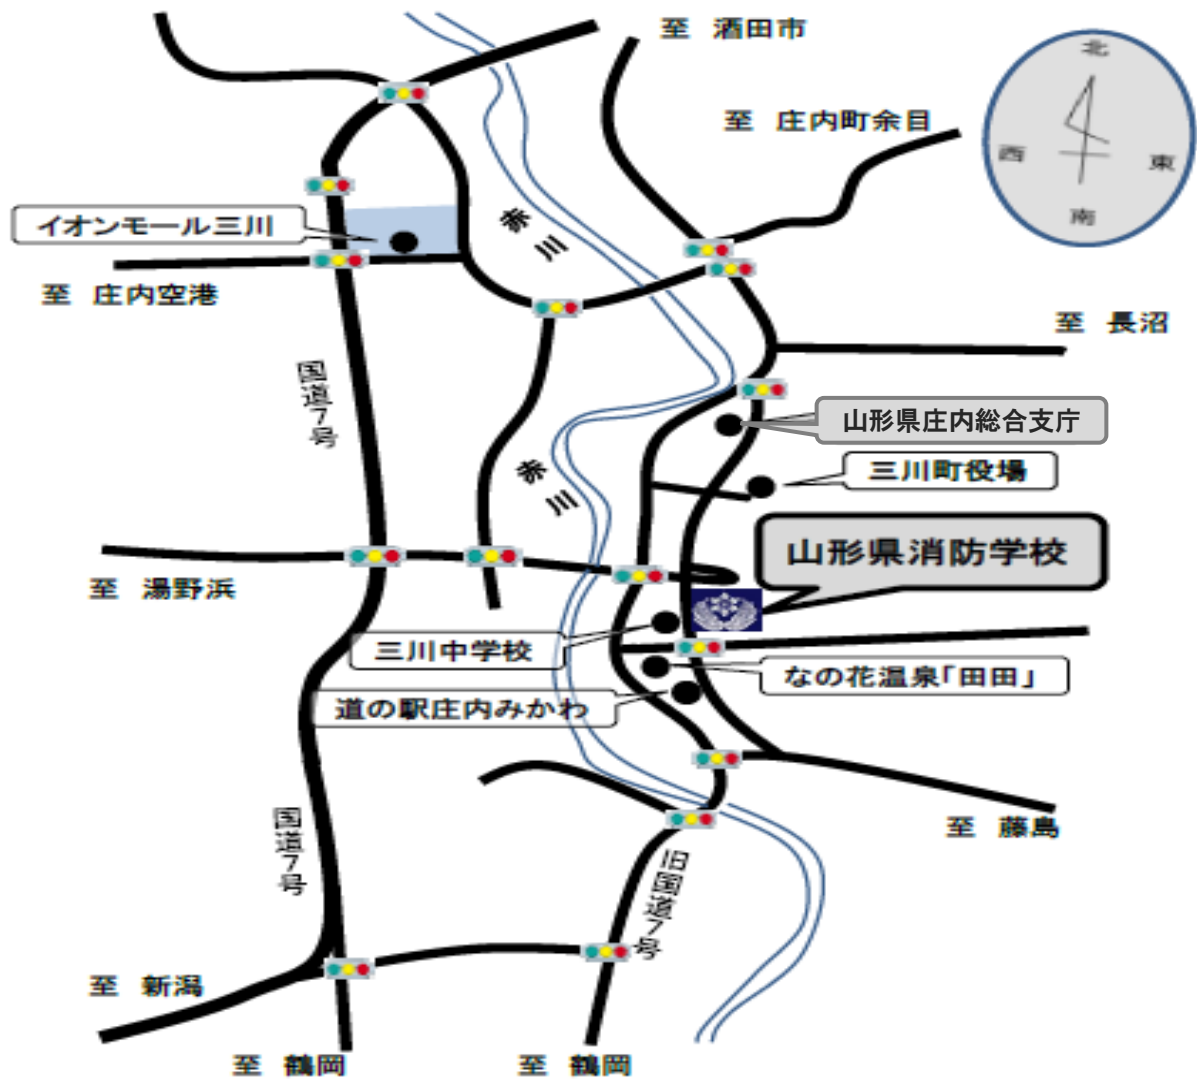 至 酒田市
北
至 庄内町余目
西
東
イオンモール三川
赤川
南
至 庄内空港
至 長沼
国道7号
山形県庄内総合支庁
三川町役場
赤川
山形県消防学校
至 湯野浜
三川中学校
なの花温泉「田田」
道の駅庄内みかわ
国道7号
至 藤島
旧国道7号
至 新潟
至 鶴岡
至 鶴岡